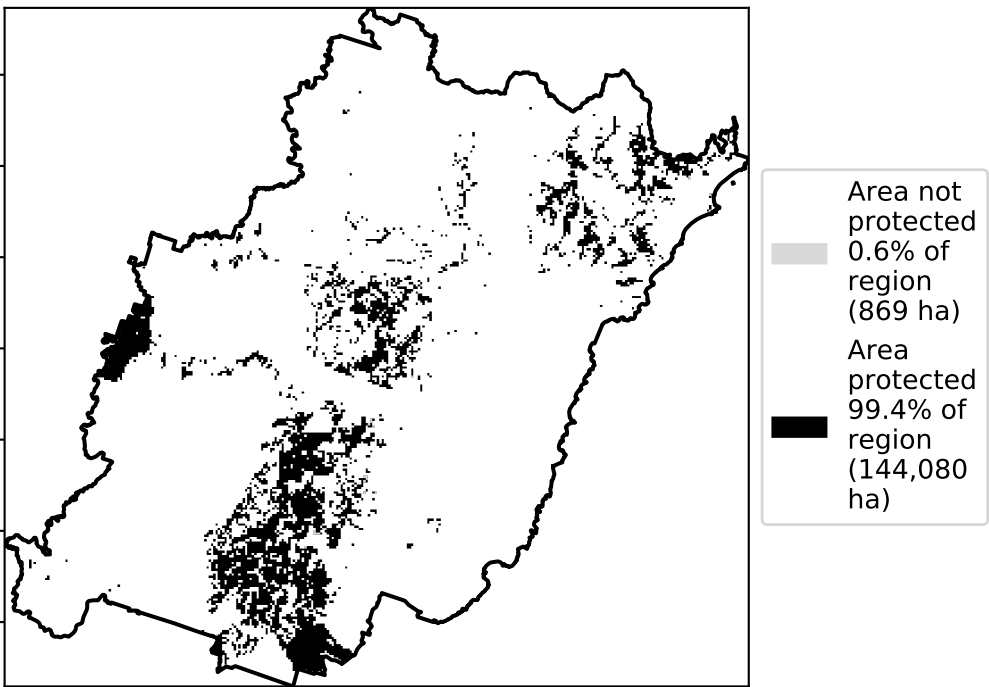 Area not
protected
0.6% of
region
(869 ha)
Area
protected
99.4% of
region
(144,080
ha)